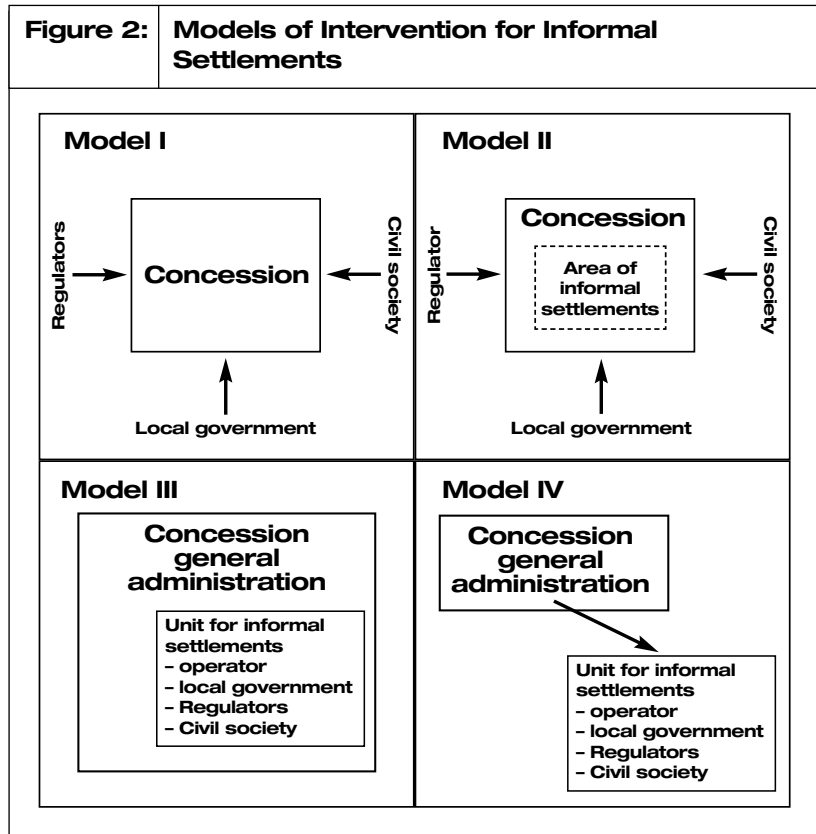 Figure 2:
Models of Intervention for Informal
Settlements
Model I
Regulators
Concession
Civil society
Local government
Model II
Regulator
Concession
Area of
informal
settlements
Civil society
Local government
Model III
Concession
general
administration
Unit for informal
settlements
– operator
– local government
– Regulators
– Civil society
Model IV
Concession
general
administration
Unit for informal
settlements
– operator
– local government
– Regulators
– Civil society